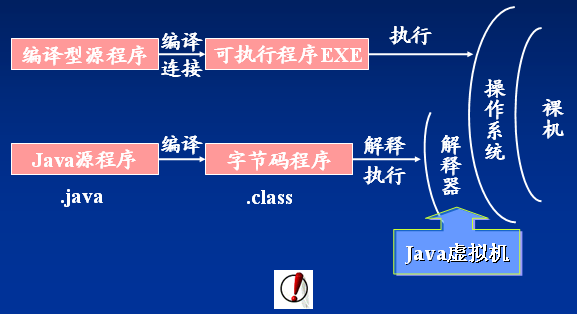 编译型源程序
编译
连接
可执行程序EXE
执行
操作系统
裸机
Java源程序
编译
字节码程序
解释
执行
解释器
.java
.class
Java虚拟机